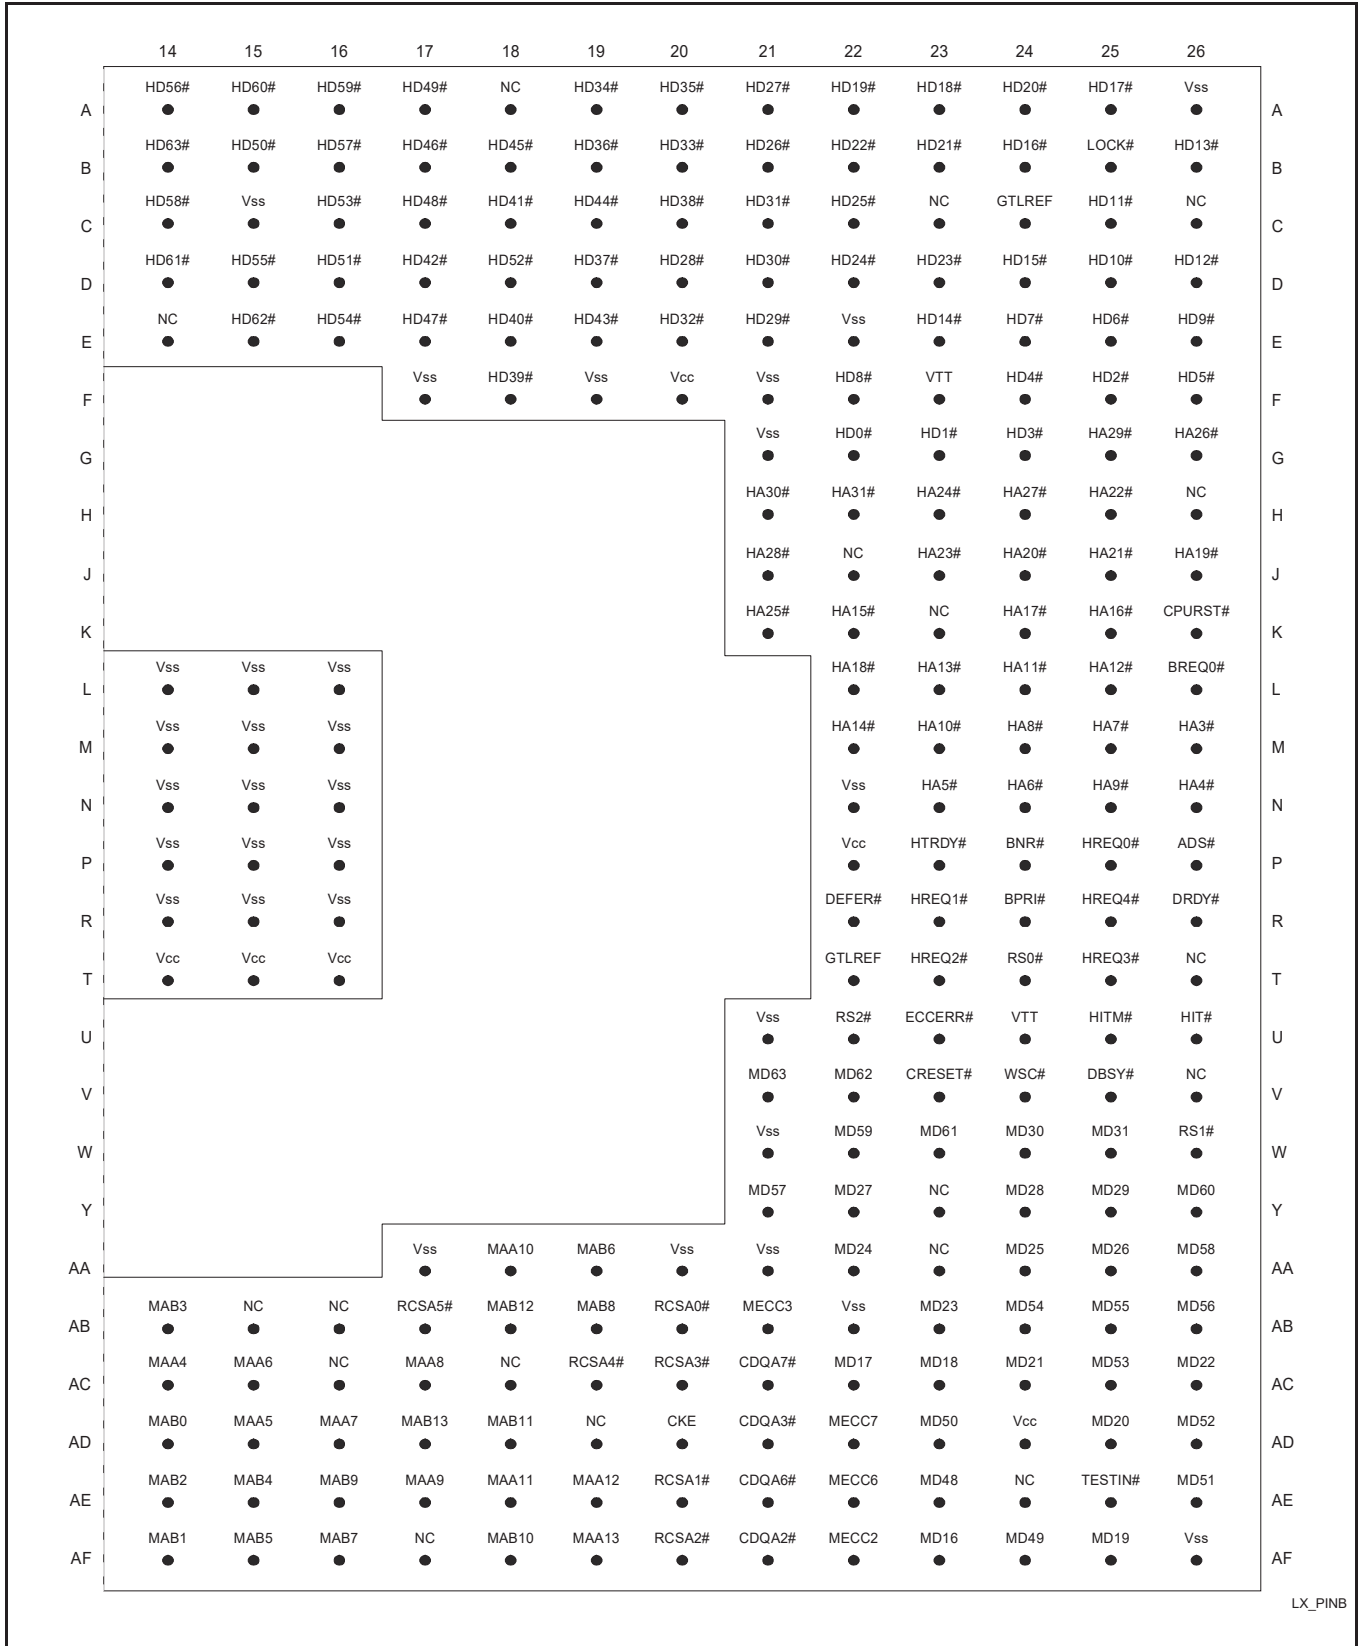 14 15 16 17 18 19 20 21 22 23 24 25 26
HD56# HD60# HD59# HD49# NC HD34# HD35# HD27# HD19# HD18# HD20# HD17# Vss
A A
HD63# HD50# HD57# HD46# HD45# HD36# HD33# HD26# HD22# HD21# HD16# LOCK# HD13#
B B
HD58# Vss HD53# HD48# HD41# HD44# HD38# HD31# HD25# NC GTLREF HD11# NC
C C
HD61# HD55# HD51# HD42# HD52# HD37# HD28# HD30# HD24# HD23# HD15# HD10# HD12#
D D
NC HD62# HD54# HD47# HD40# HD43# HD32# HD29# Vss HD14# HD7# HD6# HD9#
E E
Vss HD39# Vss Vcc Vss HD8# VTT HD4# HD2# HD5#
F F
Vss HD0# HD1# HD3# HA29# HA26#
G G
HA30# HA31# HA24# HA27# HA22# NC
H H
HA28# NC HA23# HA20# HA21# HA19#
J J
HA25# HA15# NC HA17# HA16# CPURST#
K K
Vss Vss Vss HA18# HA13# HA11# HA12# BREQ0#
L L
Vss Vss Vss HA14# HA10# HA8# HA7# HA3#
M M
Vss Vss Vss Vss HA5# HA6# HA9# HA4#
N N
Vss Vss Vss Vcc HTRDY# BNR# HREQ0# ADS#
P P
Vss Vss Vss DEFER# HREQ1# BPRI# HREQ4# DRDY#
R R
Vcc Vcc Vcc GTLREF HREQ2# RS0# HREQ3# NC
T T
Vss RS2# ECCERR# VTT HITM# HIT#
U U
MD63 MD62 CRESET# WSC# DBSY# NC
V V
Vss MD59 MD61 MD30 MD31 RS1#
W W
MD57 MD27 NC MD28 MD29 MD60
Y Y
Vss MAA10 MAB6 Vss Vss MD24 NC MD25 MD26 MD58
AA AA
MAB3 NC NC RCSA5# MAB12 MAB8 RCSA0# MECC3 Vss MD23 MD54 MD55 MD56
AB AB
MAA4 MAA6 NC MAA8 NC RCSA4# RCSA3# CDQA7# MD17 MD18 MD21 MD53 MD22
AC AC
MAB0 MAA5 MAA7 MAB13 MAB11 NC CKE CDQA3# MECC7 MD50 Vcc MD20 MD52
AD AD
MAB2 MAB4 MAB9 MAA9 MAA11 MAA12 RCSA1# CDQA6# MECC6 MD48 NC TESTIN# MD51
AE AE
MAB1 MAB5 MAB7 NC MAB10 MAA13 RCSA2# CDQA2# MECC2 MD16 MD49 MD19 Vss
AF AF
LX_PINB